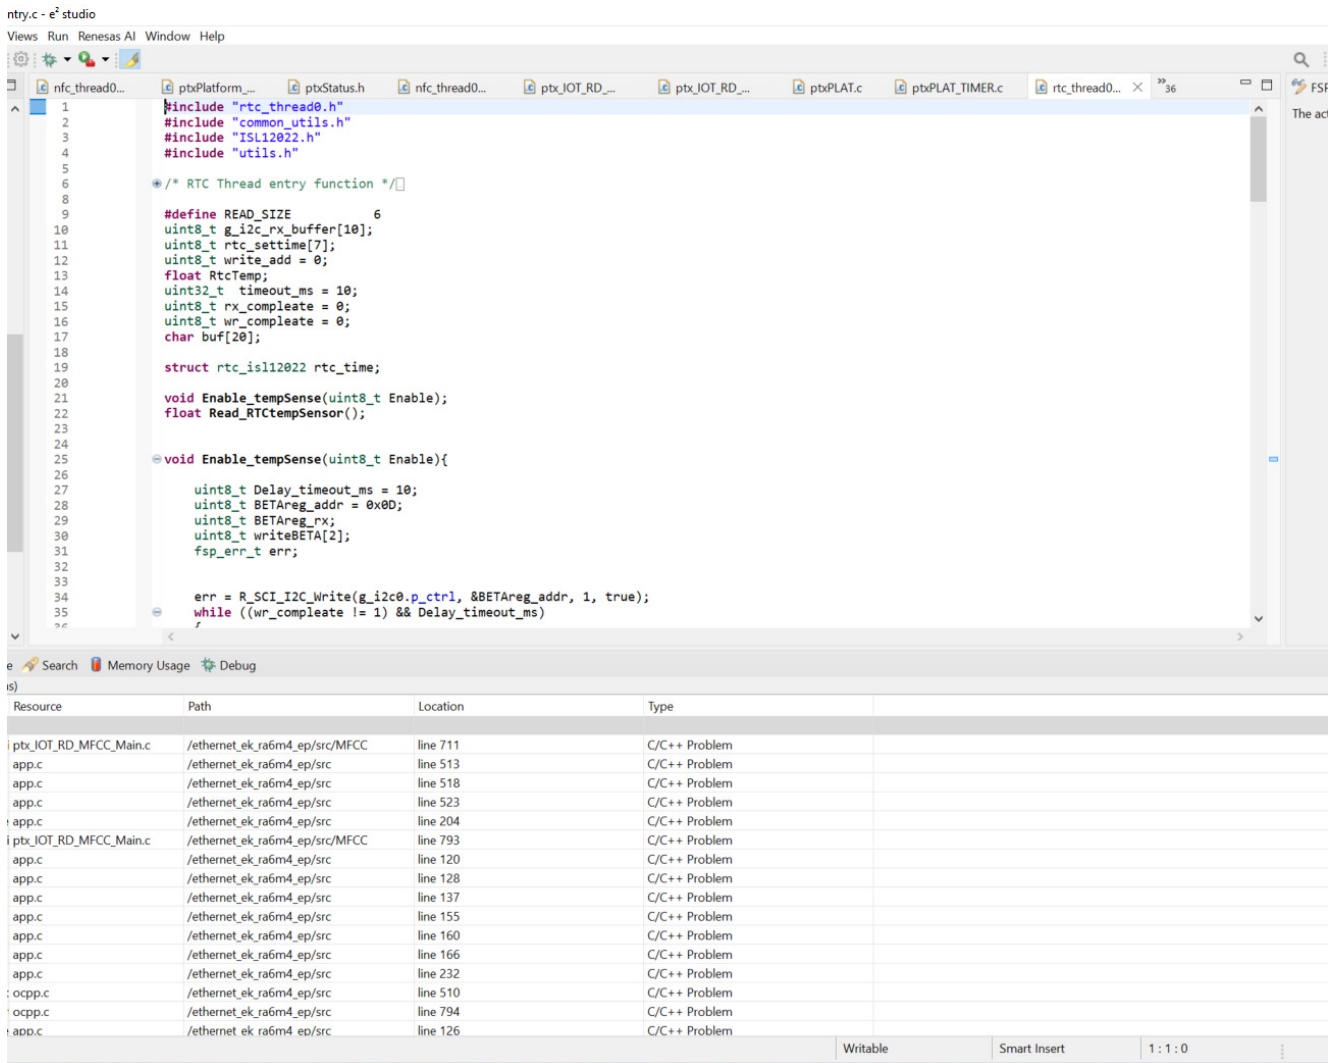 ntry.c - e² studio
Views Run Renesas AI Window Help
nfc_thread0... ptxPlatform_... ptxStatus.h nfc_thread0... ptx_IOT_RD_... ptx_IOT_RD_... ptxPLAT.c ptxPLAT_TIMER.c rtc_thread0... »36 FSP
The act
1 #include "rtc_thread0.h"
2 #include "common_utils.h"
3 #include "ISL12022.h"
4 #include "utils.h"
5
6 /* RTC Thread entry function */
8
9 #define READ_SIZE 6
10 uint8_t g_i2c_rx_buffer[10];
11 uint8_t rtc_settime[7];
12 uint8_t write_add = 0;
13 float RtcTemp;
14 uint32_t timeout_ms = 10;
15 uint8_t rx_compleate = 0;
16 uint8_t wr_compleate = 0;
17 char buf[20];
18
19 struct rtc_isl12022 rtc_time;
20
21 void Enable_tempSense(uint8_t Enable);
22 float Read_RTCtempSensor();
23
24
25 void Enable_tempSense(uint8_t Enable){
26
27 uint8_t Delay_timeout_ms = 10;
28 uint8_t BETAreg_addr = 0x0D;
29 uint8_t BETAreg_rx;
30 uint8_t writeBETA[2];
31 fsp_err_t err;
32
33
34 err = R_SCI_I2C_Write(g_i2c0.p_ctrl, &BETAreg_addr, 1, true);
35 while ((wr_compleate != 1) && Delay_timeout_ms)
36 {
e Search Memory Usage Debug
ns)
Resource Path Location Type
i ptx_IOT_RD_MFCC_Main.c /ethernet_ek_ra6m4_ep/src/MFCC line 711 C/C++ Problem
app.c /ethernet_ek_ra6m4_ep/src line 513 C/C++ Problem
app.c /ethernet_ek_ra6m4_ep/src line 518 C/C++ Problem
app.c /ethernet_ek_ra6m4_ep/src line 523 C/C++ Problem
app.c /ethernet_ek_ra6m4_ep/src line 204 C/C++ Problem
i ptx_IOT_RD_MFCC_Main.c /ethernet_ek_ra6m4_ep/src/MFCC line 793 C/C++ Problem
app.c /ethernet_ek_ra6m4_ep/src line 120 C/C++ Problem
app.c /ethernet_ek_ra6m4_ep/src line 128 C/C++ Problem
app.c /ethernet_ek_ra6m4_ep/src line 137 C/C++ Problem
app.c /ethernet_ek_ra6m4_ep/src line 155 C/C++ Problem
app.c /ethernet_ek_ra6m4_ep/src line 160 C/C++ Problem
app.c /ethernet_ek_ra6m4_ep/src line 166 C/C++ Problem
app.c /ethernet_ek_ra6m4_ep/src line 232 C/C++ Problem
ocpp.c /ethernet_ek_ra6m4_ep/src line 510 C/C++ Problem
ocpp.c /ethernet_ek_ra6m4_ep/src line 794 C/C++ Problem
app.c /ethernet_ek_ra6m4_ep/src line 126 C/C++ Problem
Writable Smart Insert 1 : 1 : 0